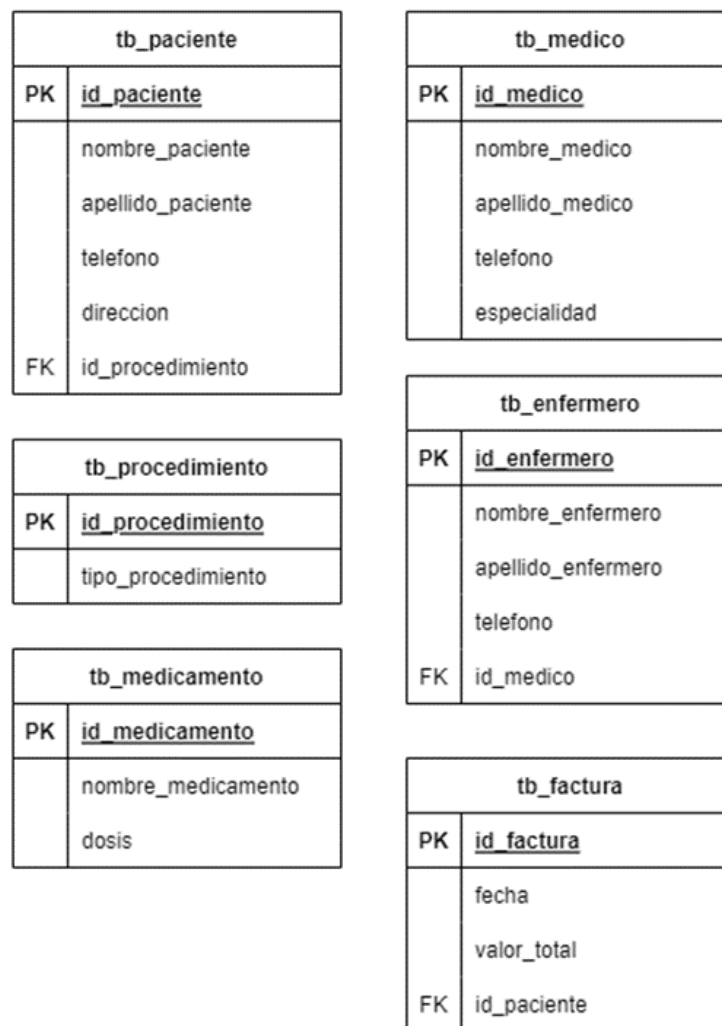 tb_paciente
PK id_paciente
nombre_paciente
apellido_paciente
telefono
direccion
FK id_procedimiento
tb_procedimiento
PK id_procedimiento
tipo_procedimiento
tb_medicamento
PK id_medicamento
nombre_medicamento
dosis
tb_medico
PK id_medico
nombre_medico
apellido_medico
telefono
especialidad
tb_enfermero
PK id_enfermero
nombre_enfermero
apellido_enfermero
telefono
FK id_medico
tb_factura
PK id_factura
fecha
valor_total
FK id_paciente